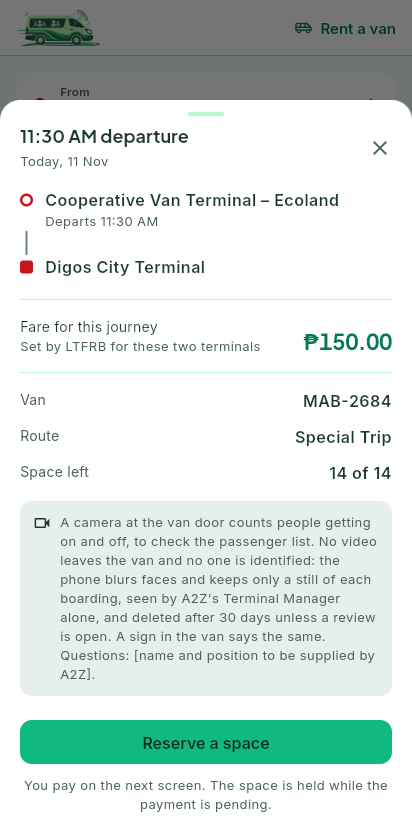 Rent a van
From
11:30 AM departure
Today, 11 Nov
Cooperative Van Terminal – Ecoland
Departs 11:30 AM
Digos City Terminal
Fare for this journey
Set by LTFRB for these two terminals
₱150.00
Van
MAB-2684
Route
Special Trip
Space left
14 of 14
A camera at the van door counts people getting
on and off, to check the passenger list. No video
leaves the van and no one is identified: the
phone blurs faces and keeps only a still of each
boarding, seen by A2Z's Terminal Manager
alone, and deleted after 30 days unless a review
is open. A sign in the van says the same.
Questions: [name and position to be supplied by
A2Z].
Reserve a space
You pay on the next screen. The space is held while the
payment is pending.